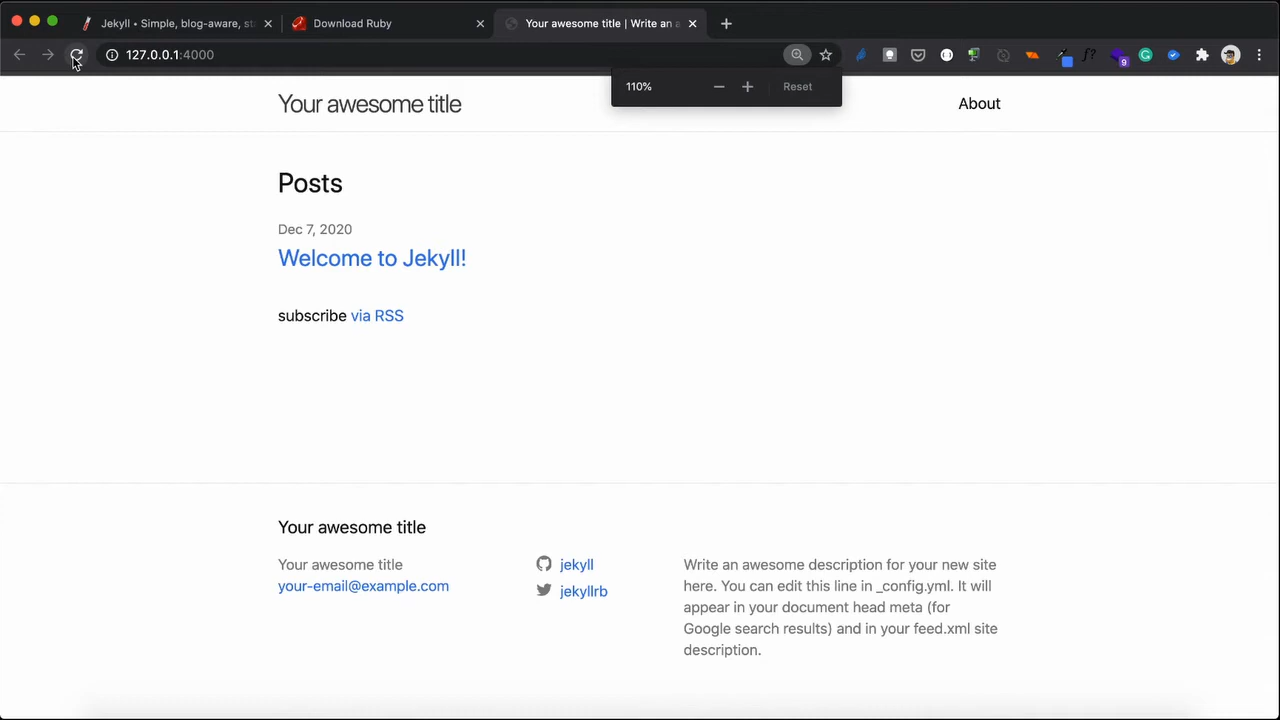 Jekyll • Simple, blog-aware, st
Download Ruby
Your awesome title | Write an a
127.0.0.1:4000
9
110%
Reset
Your awesome title
About
Posts
Dec 7, 2020
Welcome to Jekyll!
subscribe via RSS
Your awesome title
Your awesome title
your-email@example.com
jekyll
jekyllrb
Write an awesome description for your new site
here. You can edit this line in _config.yml. It will
appear in your document head meta (for
Google search results) and in your feed.xml site
description.